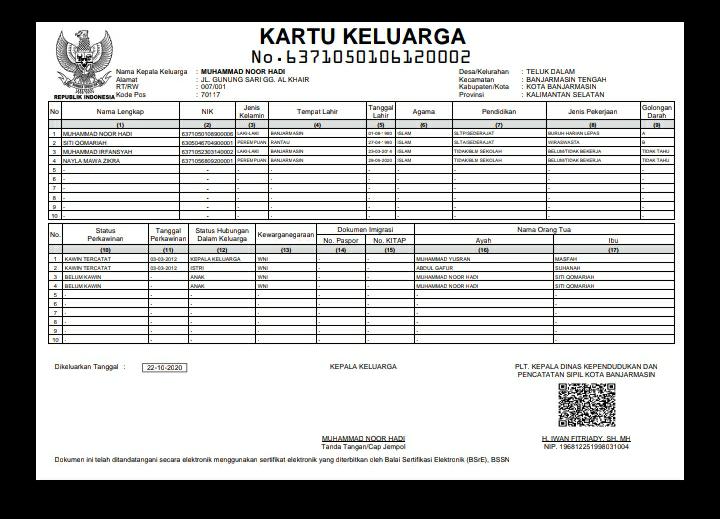 KARTU KELUARGA
No.6371050106120002
REPUBLIK INDONESIA
Nama Kepala Keluarga : MUHAMMAD NOOR HADI
Alamat : JL. GUNUNG SARI GG. AL KHAIR
RT/RW : 007/001
Kode Pos : 70117
Desa/Kelurahan : TELUK DALAM
Kecamatan : BANJARMASIN TENGAH
Kabupaten/Kota : KOTA BANJARMASIN
Provinsi : KALIMANTAN SELATAN
No Nama Lengkap NIK Jenis Kelamin Tempat Lahir Tanggal Lahir Agama Pendidikan Jenis Pekerjaan Golongan Darah
(1) (2) (3) (4) (5) (6) (7) (8) (9)
1 MUHAMMAD NOOR HADI 6371050108900006 LAKI-LAKI BANJARMASIN ISLAM SLTP/SEDERAJAT BURUH HARIAN LEPAS A
2 SITI QOMARIAH 6305046704900001 PEREMPUAN RANTAU ISLAM SLTA/SEDERAJAT WIRASWASTA B
3 MUHAMMAD IRFANSYAH 6371052303140002 LAKI-LAKI BANJARMASIN 23-03-2014 ISLAM TIDAK/BLM SEKOLAH BELUM/TIDAK BEKERJA TIDAK TAHU
4 NAYLA MAWA ZIKRA 6371056809200001 PEREMPUAN BANJARMASIN 28-09-2020 ISLAM TIDAK/BLM SEKOLAH BELUM/TIDAK BEKERJA TIDAK TAHU
5 - - - - - - - - -
6 - - - - - - - - -
7 - - - - - - - - -
8 - - - - - - - - -
9 - - - - - - - - -
10 - - - - - - - - -
No. Status Perkawinan Tanggal Perkawinan Status Hubungan Dalam Keluarga Kewarganegaraan Dokumen Imigrasi Nama Orang Tua
No. Paspor No. KITAP Ayah Ibu
(10) (11) (12) (13) (14) (15) (16) (17)
1 KAWIN TERCATAT 03-03-2012 KEPALA KELUARGA WNI - - MUHAMMAD YUSRAN MASFAH
2 KAWIN TERCATAT 03-03-2012 ISTRI WNI - - ABDUL GAFUR SUHANAH
3 BELUM KAWIN - ANAK WNI - - MUHAMMAD NOOR HADI SITI QOMARIAH
4 BELUM KAWIN - ANAK WNI - - MUHAMMAD NOOR HADI SITI QOMARIAH
5 - - - - - - - -
6 - - - - - - - -
7 - - - - - - - -
8 - - - - - - - -
9 - - - - - - - -
10 - - - - - - - -
Dikeluarkan Tanggal : 22-10-2020
KEPALA KELUARGA
PLT. KEPALA DINAS KEPENDUDUKAN DAN
PENCATATAN SIPIL KOTA BANJARMASIN
MUHAMMAD NOOR HADI
Tanda Tangan/Cap Jempol
H. IWAN FITRIADY, SH, MH
NIP. 196812251998031004
Dokumen ini telah ditandatangani secara elektronik menggunakan sertifikat elektronik yang diterbitkan oleh Balai Sertifikasi Elektronik (BSrE), BSSN